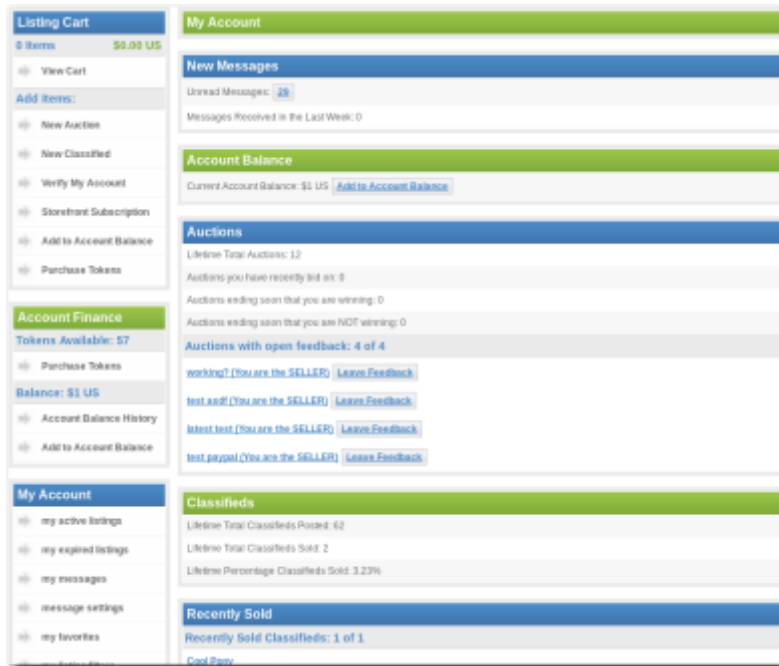 Listing Cart
0 Items $0.00 US
View Cart
Add Items:
New Auction
New Classified
Verify My Account
Storefront Subscription
Add to Account Balance
Purchase Tokens
Account Finance
Tokens Available: 57
Purchase Tokens
Balance: $1 US
Account Balance History
Add to Account Balance
My Account
my active listings
my expired listings
my messages
message settings
my favorites
my listing filters
My Account
New Messages
Unread Messages: 29
Messages Received in the Last Week: 0
Account Balance
Current Account Balance: $1 US Add to Account Balance
Auctions
Lifetime Total Auctions: 12
Auctions you have recently bid on: 0
Auctions ending soon that you are winning: 0
Auctions ending soon that you are NOT winning: 0
Auctions with open feedback: 4 of 4
working? (You are the SELLER) Leave Feedback
test asdf (You are the SELLER) Leave Feedback
latest test (You are the SELLER) Leave Feedback
test paypal (You are the SELLER) Leave Feedback
Classifieds
Lifetime Total Classifieds Posted: 62
Lifetime Total Classifieds Sold: 2
Lifetime Percentage Classifieds Sold: 3.23%
Recently Sold
Recently Sold Classifieds: 1 of 1
Cool Pony